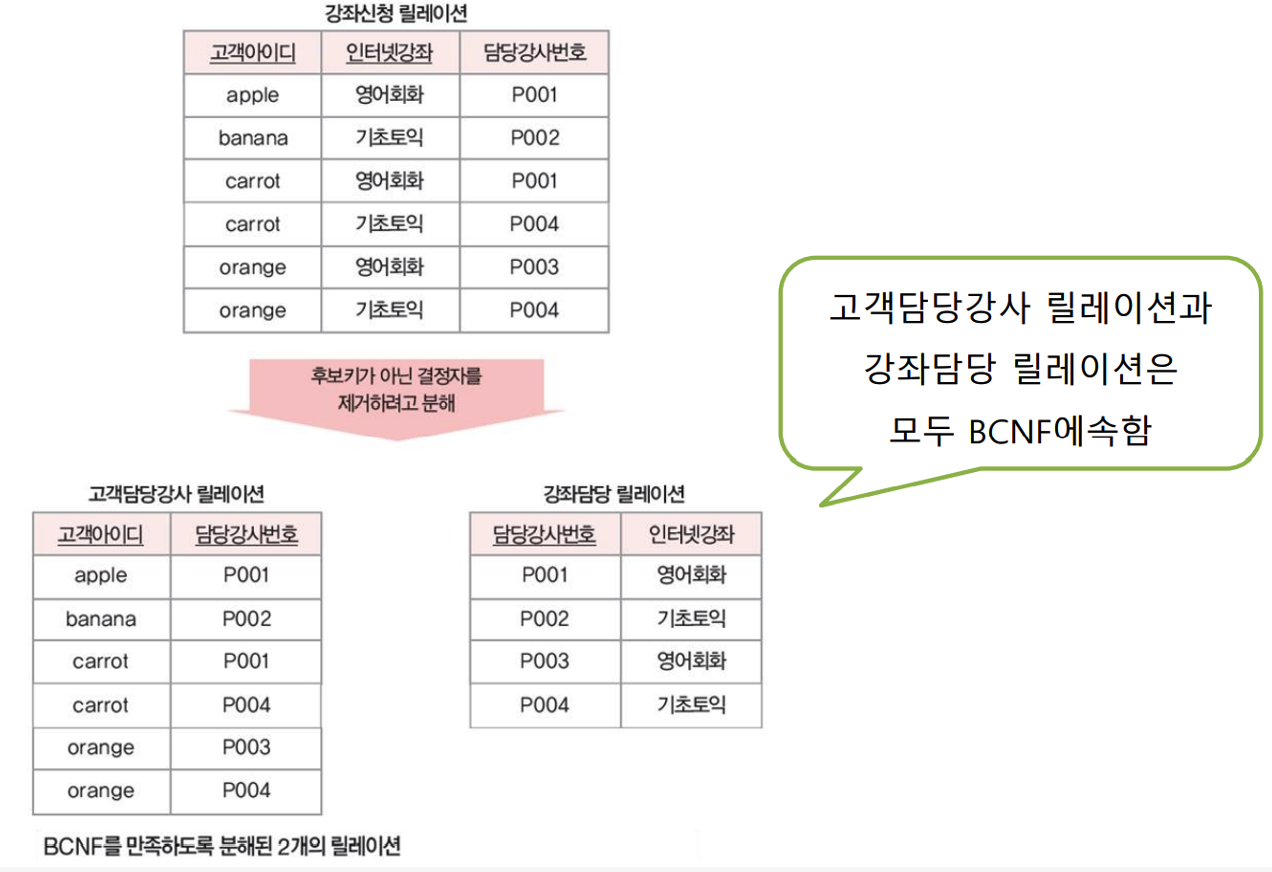 강좌신청 릴레이션
고객아이디 인터넷강좌 담당강사번호
apple 영어회화 P001
banana 기초토익 P002
carrot 영어회화 P001
carrot 기초토익 P004
orange 영어회화 P003
orange 기초토익 P004
후보키가 아닌 결정자를
제거하려고 분해
고객담당강사 릴레이션과
강좌담당 릴레이션은
모두 BCNF에속함
고객담당강사 릴레이션
고객아이디 담당강사번호
apple P001
banana P002
carrot P001
carrot P004
orange P003
orange P004
강좌담당 릴레이션
담당강사번호 인터넷강좌
P001 영어회화
P002 기초토익
P003 영어회화
P004 기초토익
BCNF를 만족하도록 분해된 2개의 릴레이션